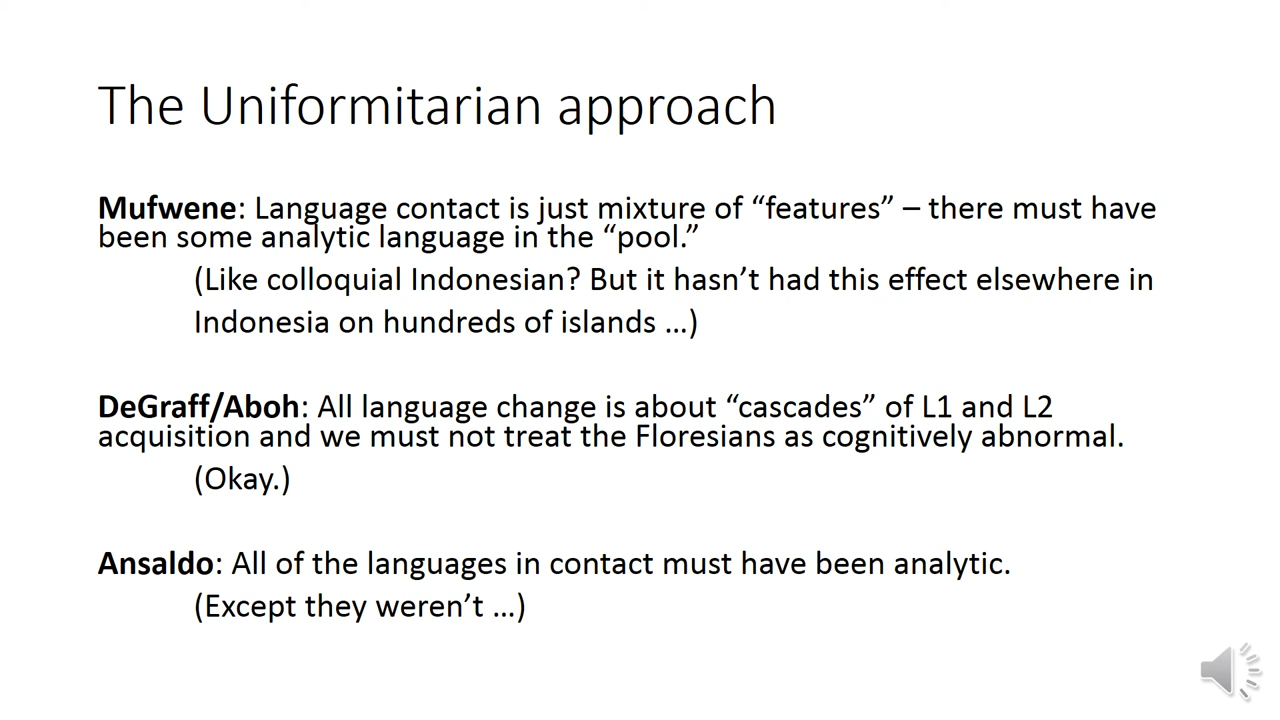 The Uniformitarian approach
Mufwene: Language contact is just mixture of “features” – there must have
been some analytic language in the “pool.”
(Like colloquial Indonesian? But it hasn’t had this effect elsewhere in
Indonesia on hundreds of islands …)
DeGraff/Aboh: All language change is about “cascades” of L1 and L2
acquisition and we must not treat the Floresians as cognitively abnormal.
(Okay.)
Ansaldo: All of the languages in contact must have been analytic.
(Except they weren’t …)